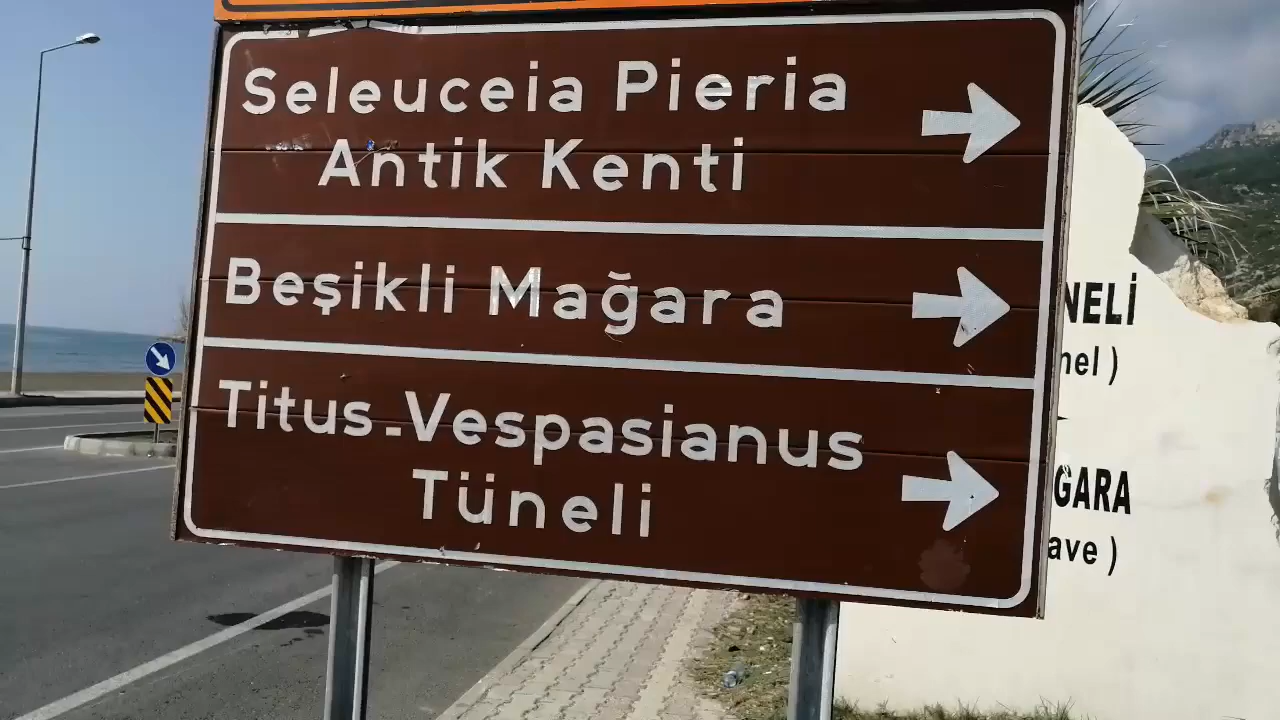 Seleuceia Pieria
Antik Kenti
Beşikli Mağara
Titus-Vespasianus
Tüneli
NELİ
nel )
ĞARA
ave )